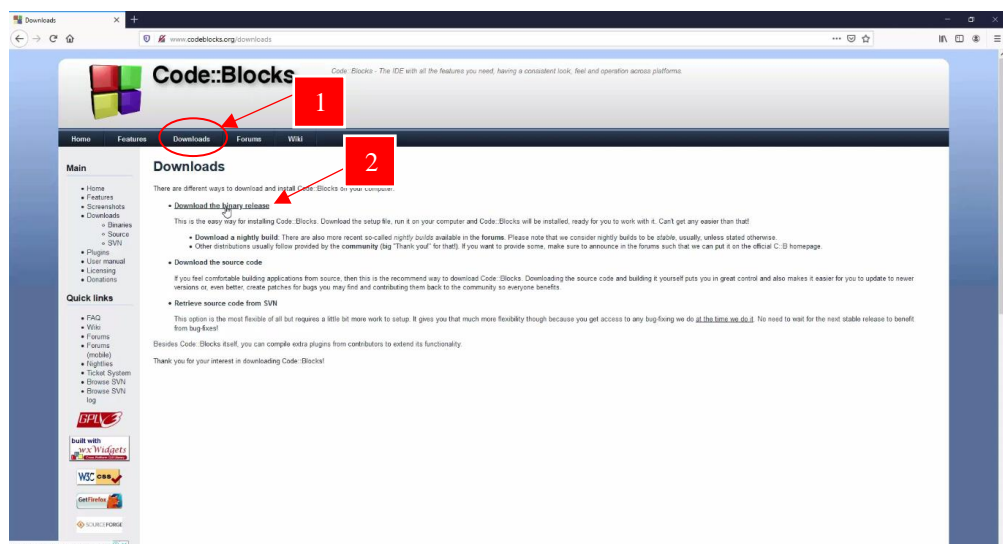 Downloads
www.codeblocks.org/downloads
Code::Blocks
Code::Blocks - The IDE with all the features you need, having a consistent look, feel and operation across platforms.
1
Home Features Downloads Forums Wiki
2
Main
Home
Features
Screenshots
Downloads
Binaries
Source
SVN
Plugins
User manual
Licensing
Donations
Quick links
FAQ
Wiki
Forums
Forums
(mobile)
Nightlies
Ticket System
Browse SVN
Browse SVN
log
GPLv3
built with
wxWidgets
W3C css
GetFirefox
SOURCEFORGE
Downloads
There are different ways to download and install Code::Blocks on your computer.
Download the binary release
This is the easy way for installing Code::Blocks. Download the setup file, run it on your computer and Code::Blocks will be installed, ready for you to work with it. Can't get any easier than that!
Download a nightly build: There are also more recent so-called nightly builds available in the forums. Please note that we consider nightly builds to be stable, usually, unless stated otherwise.
Other distributions usually follow provided by the community (big "Thank you!" for that!). If you want to provide some, make sure to announce in the forums such that we can put it on the official C::B homepage.
Download the source code
If you feel comfortable building applications from source, then this is the recommend way to download Code::Blocks. Downloading the source code and building it yourself puts you in great control and also makes it easier for you to update to newer
versions or, even better, create patches for bugs you may find and contributing them back to the community so everyone benefits.
Retrieve source code from SVN
This option is the most flexible of all but requires a little bit more work to setup. It gives you that much more flexibility though because you get access to any bug-fixing we do at the time we do it. No need to wait for the next stable release to benefit
from bug-fixes!
Besides Code::Blocks itself, you can compile extra plugins from contributors to extend its functionality.
Thank you for your interest in downloading Code::Blocks!